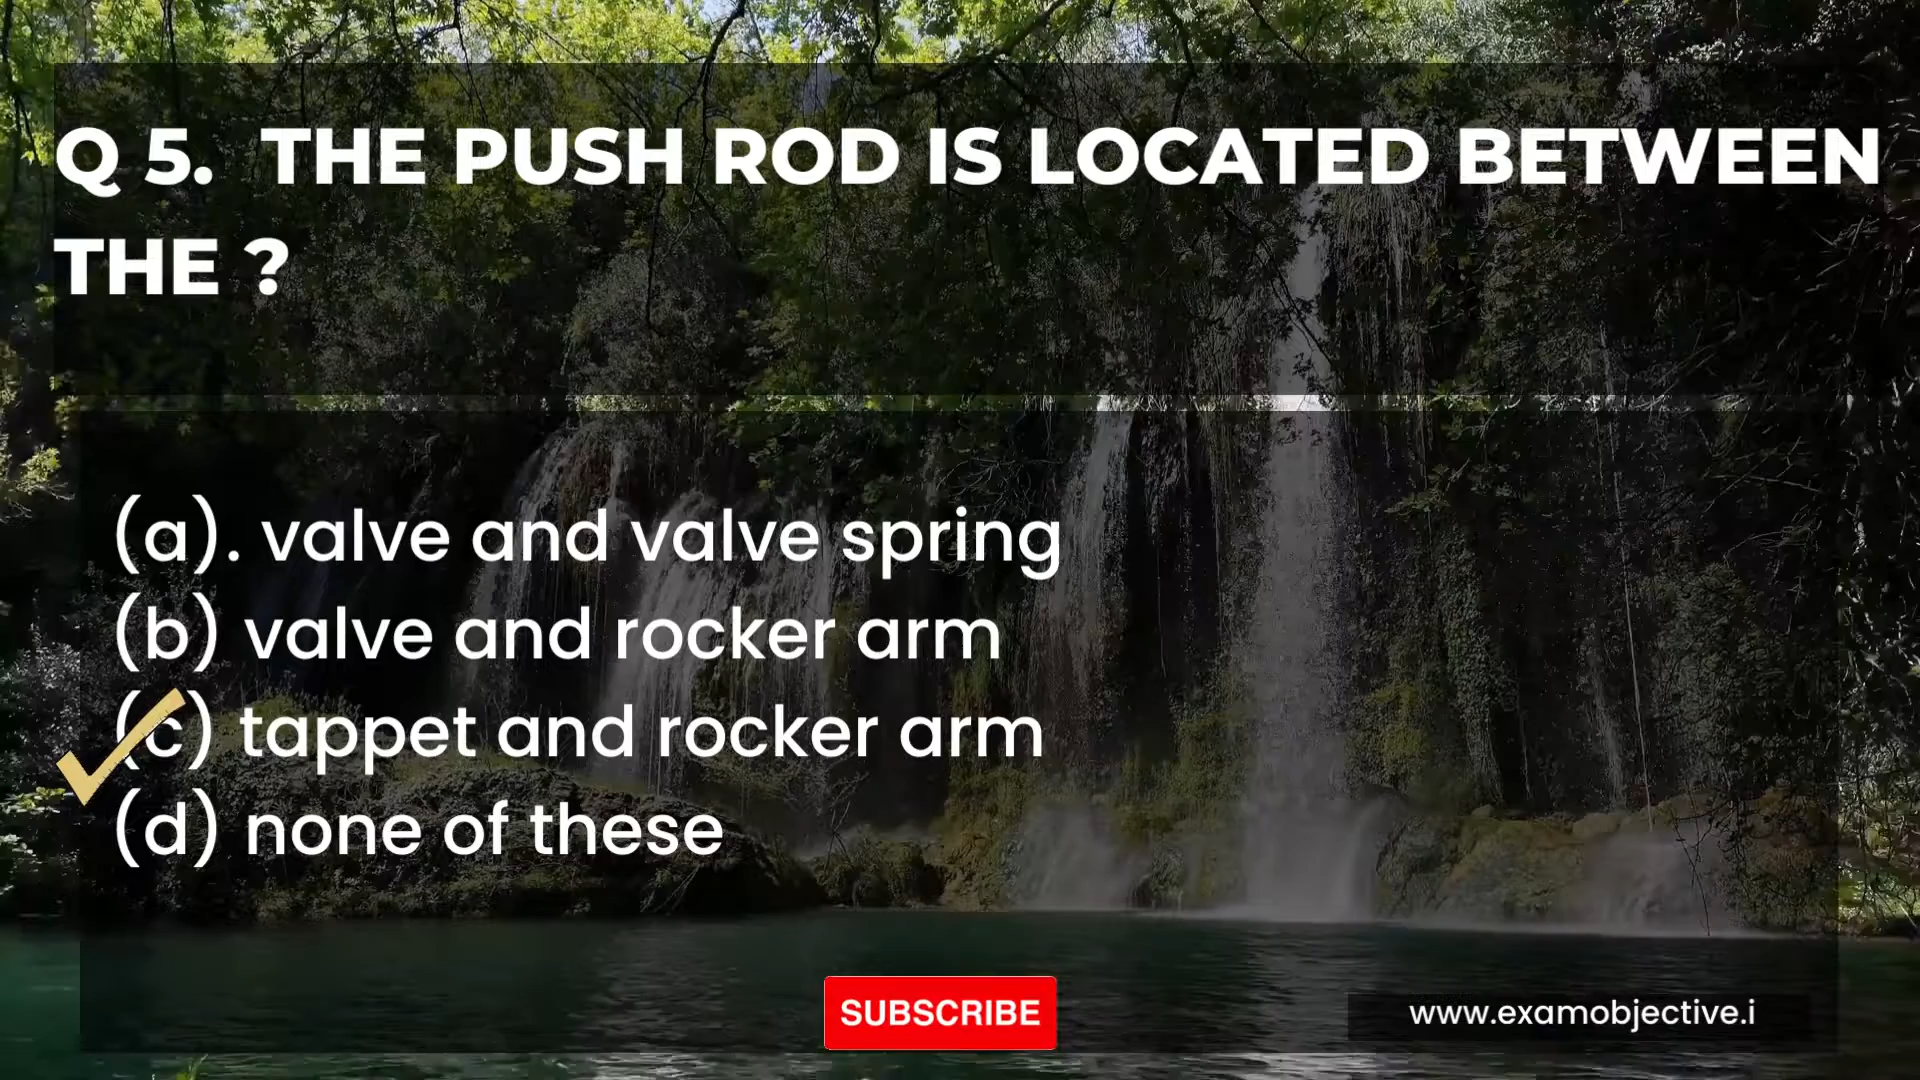 Q 5. THE PUSH ROD IS LOCATED BETWEEN
THE ?
(a). valve and valve spring
(b) valve and rocker arm
(c) tappet and rocker arm
(d) none of these
SUBSCRIBE
www.examobjective.i